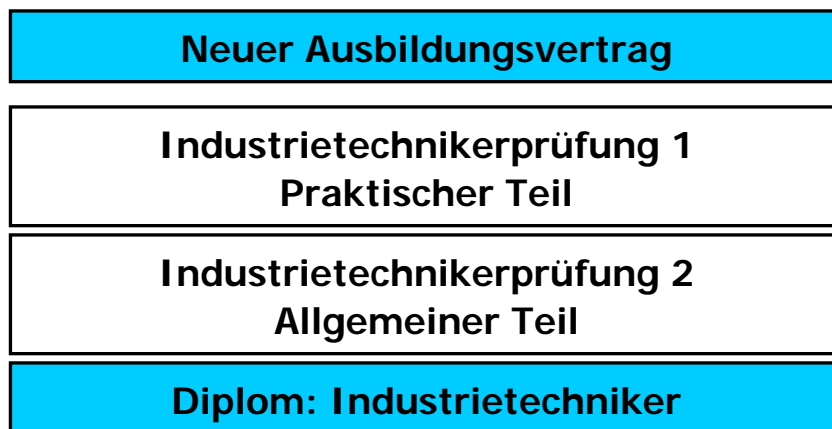 Neuer Ausbildungsvertrag
Industrietechnikerprüfung 1
Praktischer Teil
Industrietechnikerprüfung 2
Allgemeiner Teil
Diplom: Industrietechniker